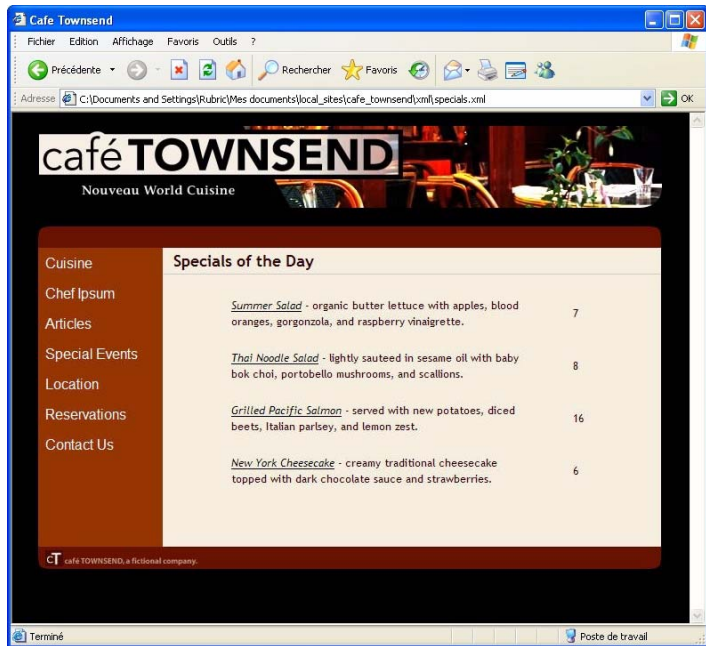 Cafe Townsend
Fichier Edition Affichage Favoris Outils ?
Précédente Rechercher Favoris
Adresse C:\Documents and Settings\Rubric\Mes documents\local_sites\cafe_townsend\xml\specials.xml OK
café TOWNSEND
Nouveau World Cuisine
Specials of the Day
Cuisine
Chef Ipsum
Articles
Special Events
Location
Reservations
Contact Us
Summer Salad - organic butter lettuce with apples, blood
oranges, gorgonzola, and raspberry vinaigrette. 7
Thai Noodle Salad - lightly sauteed in sesame oil with baby
bok choi, portobello mushrooms, and scallions. 8
Grilled Pacific Salmon - served with new potatoes, diced
beets, Italian parlsey, and lemon zest. 16
New York Cheesecake - creamy traditional cheesecake
topped with dark chocolate sauce and strawberries. 6
cT café TOWNSEND, a fictional company.
Terminé Poste de travail